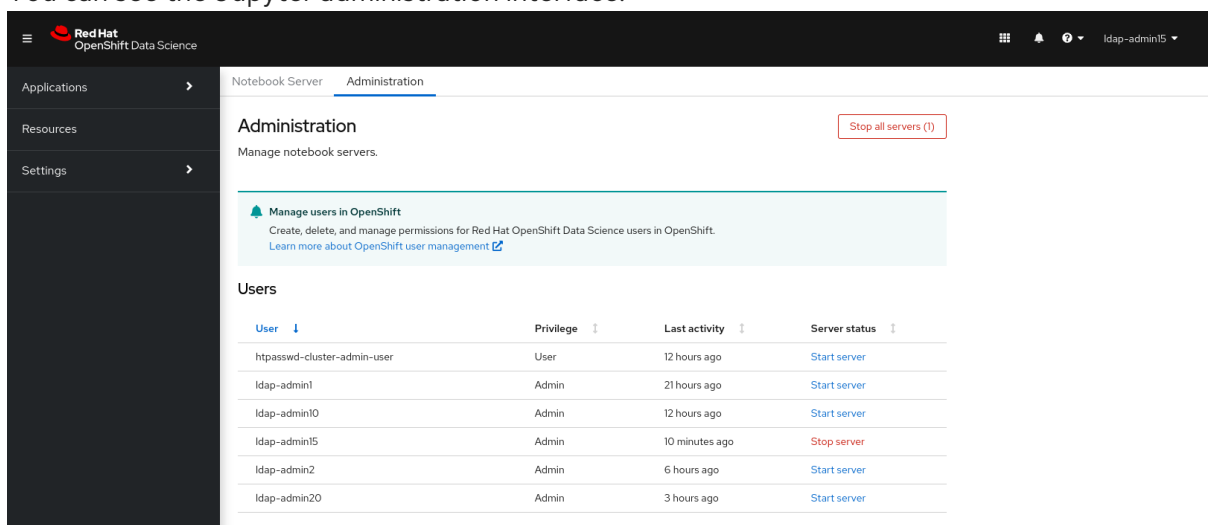 You can see the Jupyter administration interface.
Red Hat
OpenShift Data Science
ldap-admin15
Applications
Resources
Settings
Notebook Server Administration
Administration
Stop all servers (1)
Manage notebook servers.
Manage users in OpenShift
Create, delete, and manage permissions for Red Hat OpenShift Data Science users in OpenShift.
Learn more about OpenShift user management
Users
User Privilege Last activity Server status
htpasswd-cluster-admin-user User 12 hours ago Start server
ldap-admin1 Admin 21 hours ago Start server
ldap-admin10 Admin 12 hours ago Start server
ldap-admin15 Admin 10 minutes ago Stop server
ldap-admin2 Admin 6 hours ago Start server
ldap-admin20 Admin 3 hours ago Start server